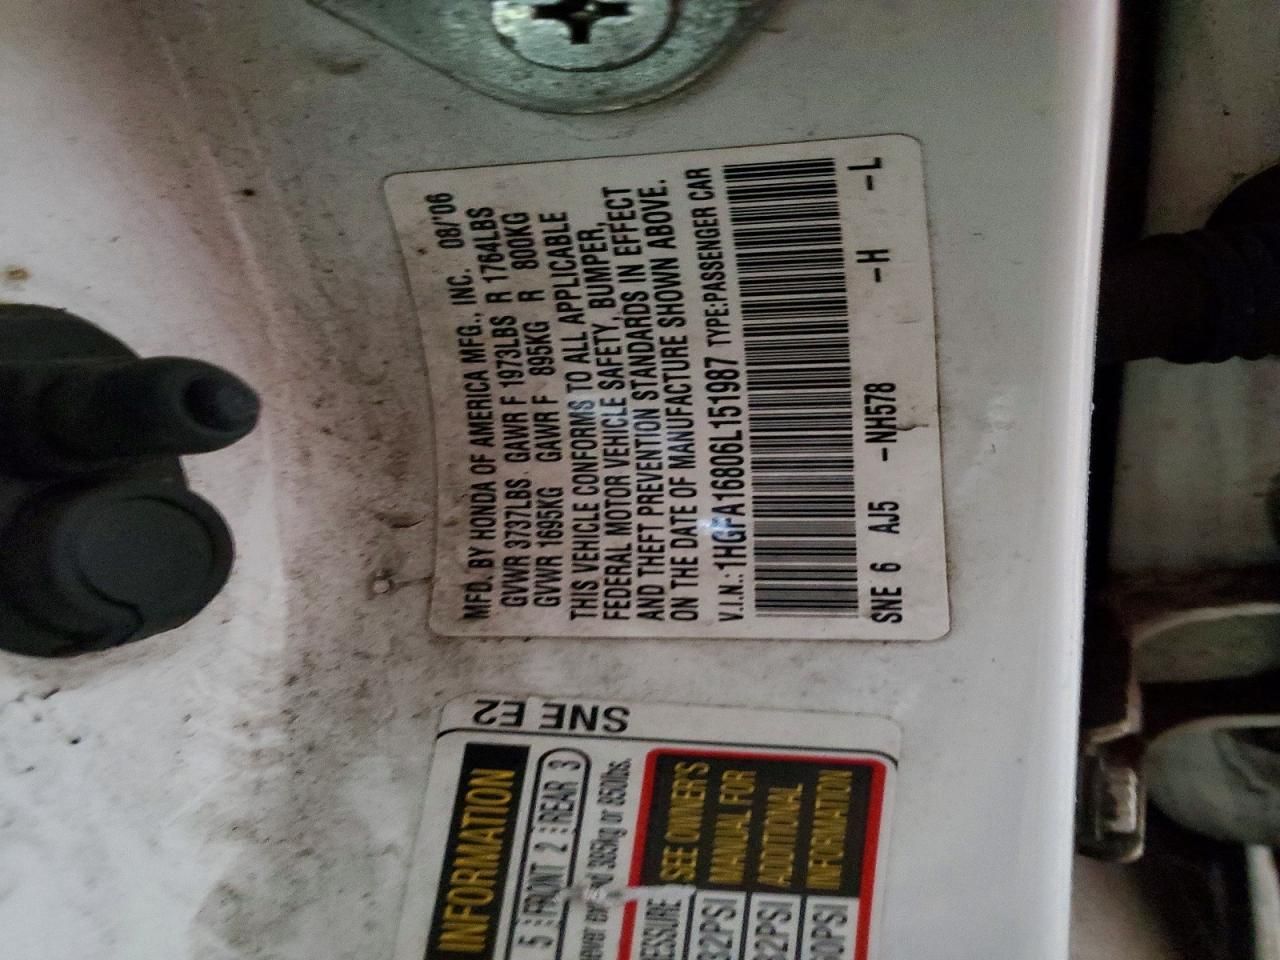 MFD. BY HONDA OF AMERICA MFG., INC. 08/'06
GVWR 3737LBS GAWR F 1973LBS R 1764LBS
GVWR 1695KG GAWR F 895KG R 800KG
THIS VEHICLE CONFORMS TO ALL APPLICABLE
FEDERAL MOTOR VEHICLE SAFETY, BUMPER,
AND THEFT PREVENTION STANDARDS IN EFFECT
ON THE DATE OF MANUFACTURE SHOWN ABOVE.
V.I.N.: 1HGFA16806L151987 TYPE:PASSENGER CAR
SNE 6 AJ5 -NH578 -H -L
SNE E2
INFORMATION
5 FRONT 2 REAR 3
385kg or 850lbs.
SEE OWNER'S
MANUAL FOR
ADDITIONAL
INFORMATION
32PSI